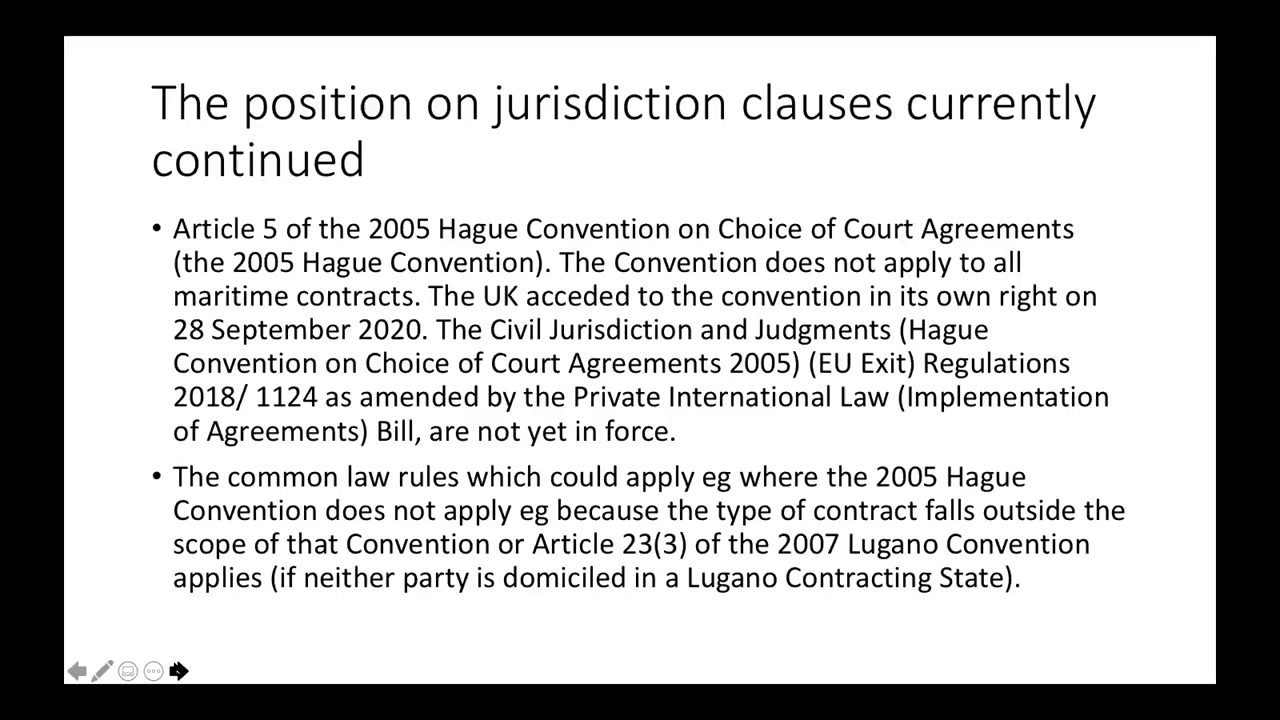 The position on jurisdiction clauses currently
continued
• Article 5 of the 2005 Hague Convention on Choice of Court Agreements
(the 2005 Hague Convention). The Convention does not apply to all
maritime contracts. The UK acceded to the convention in its own right on
28 September 2020. The Civil Jurisdiction and Judgments (Hague
Convention on Choice of Court Agreements 2005) (EU Exit) Regulations
2018/ 1124 as amended by the Private International Law (Implementation
of Agreements) Bill, are not yet in force.
• The common law rules which could apply eg where the 2005 Hague
Convention does not apply eg because the type of contract falls outside the
scope of that Convention or Article 23(3) of the 2007 Lugano Convention
applies (if neither party is domiciled in a Lugano Contracting State).